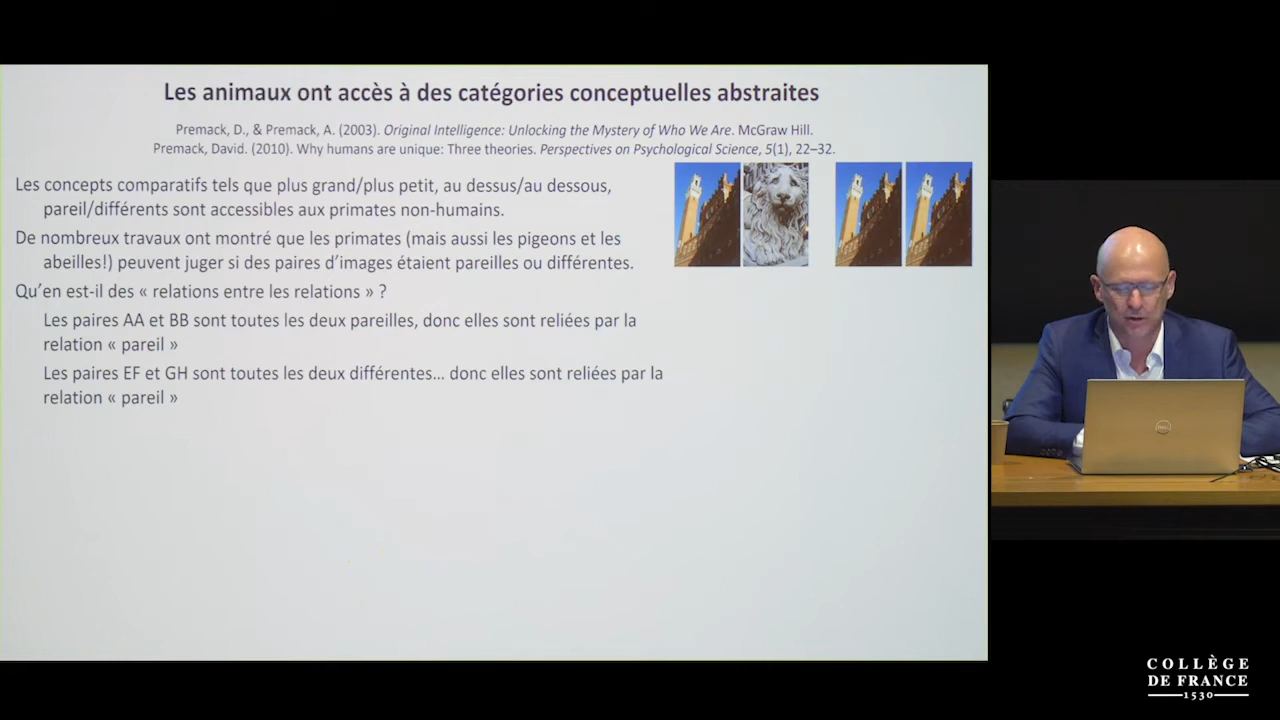 Les animaux ont accès à des catégories conceptuelles abstraites
Premack, D., & Premack, A. (2003). Original Intelligence: Unlocking the Mystery of Who We Are. McGraw Hill.
Premack, David. (2010). Why humans are unique: Three theories. Perspectives on Psychological Science, 5(1), 22–32.
Les concepts comparatifs tels que plus grand/plus petit, au dessus/au dessous,
pareil/différents sont accessibles aux primates non-humains.
De nombreux travaux ont montré que les primates (mais aussi les pigeons et les
abeilles!) peuvent juger si des paires d'images étaient pareilles ou différentes.
Qu'en est-il des « relations entre les relations » ?
Les paires AA et BB sont toutes les deux pareilles, donc elles sont reliées par la
relation « pareil »
Les paires EF et GH sont toutes les deux différentes... donc elles sont reliées par la
relation « pareil »
DELL
COLLÈGE
DE FRANCE
1530